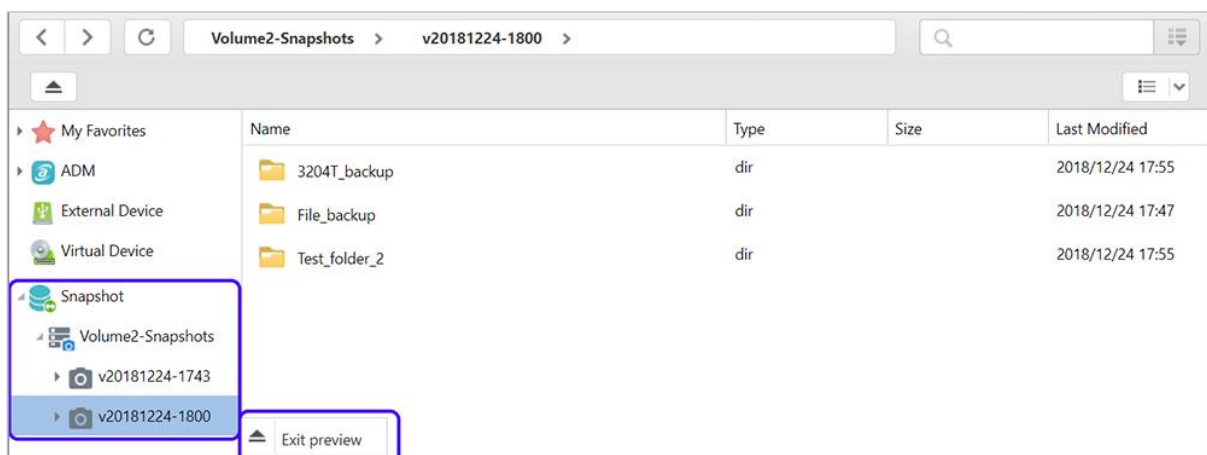 Volume2-Snapshots > v20181224-1800 >
My Favorites
ADM
External Device
Virtual Device
Snapshot
Volume2-Snapshots
v20181224-1743
v20181224-1800
Name Type Size Last Modified
3204T_backup dir 2018/12/24 17:55
File_backup dir 2018/12/24 17:47
Test_folder_2 dir 2018/12/24 17:55
Exit preview